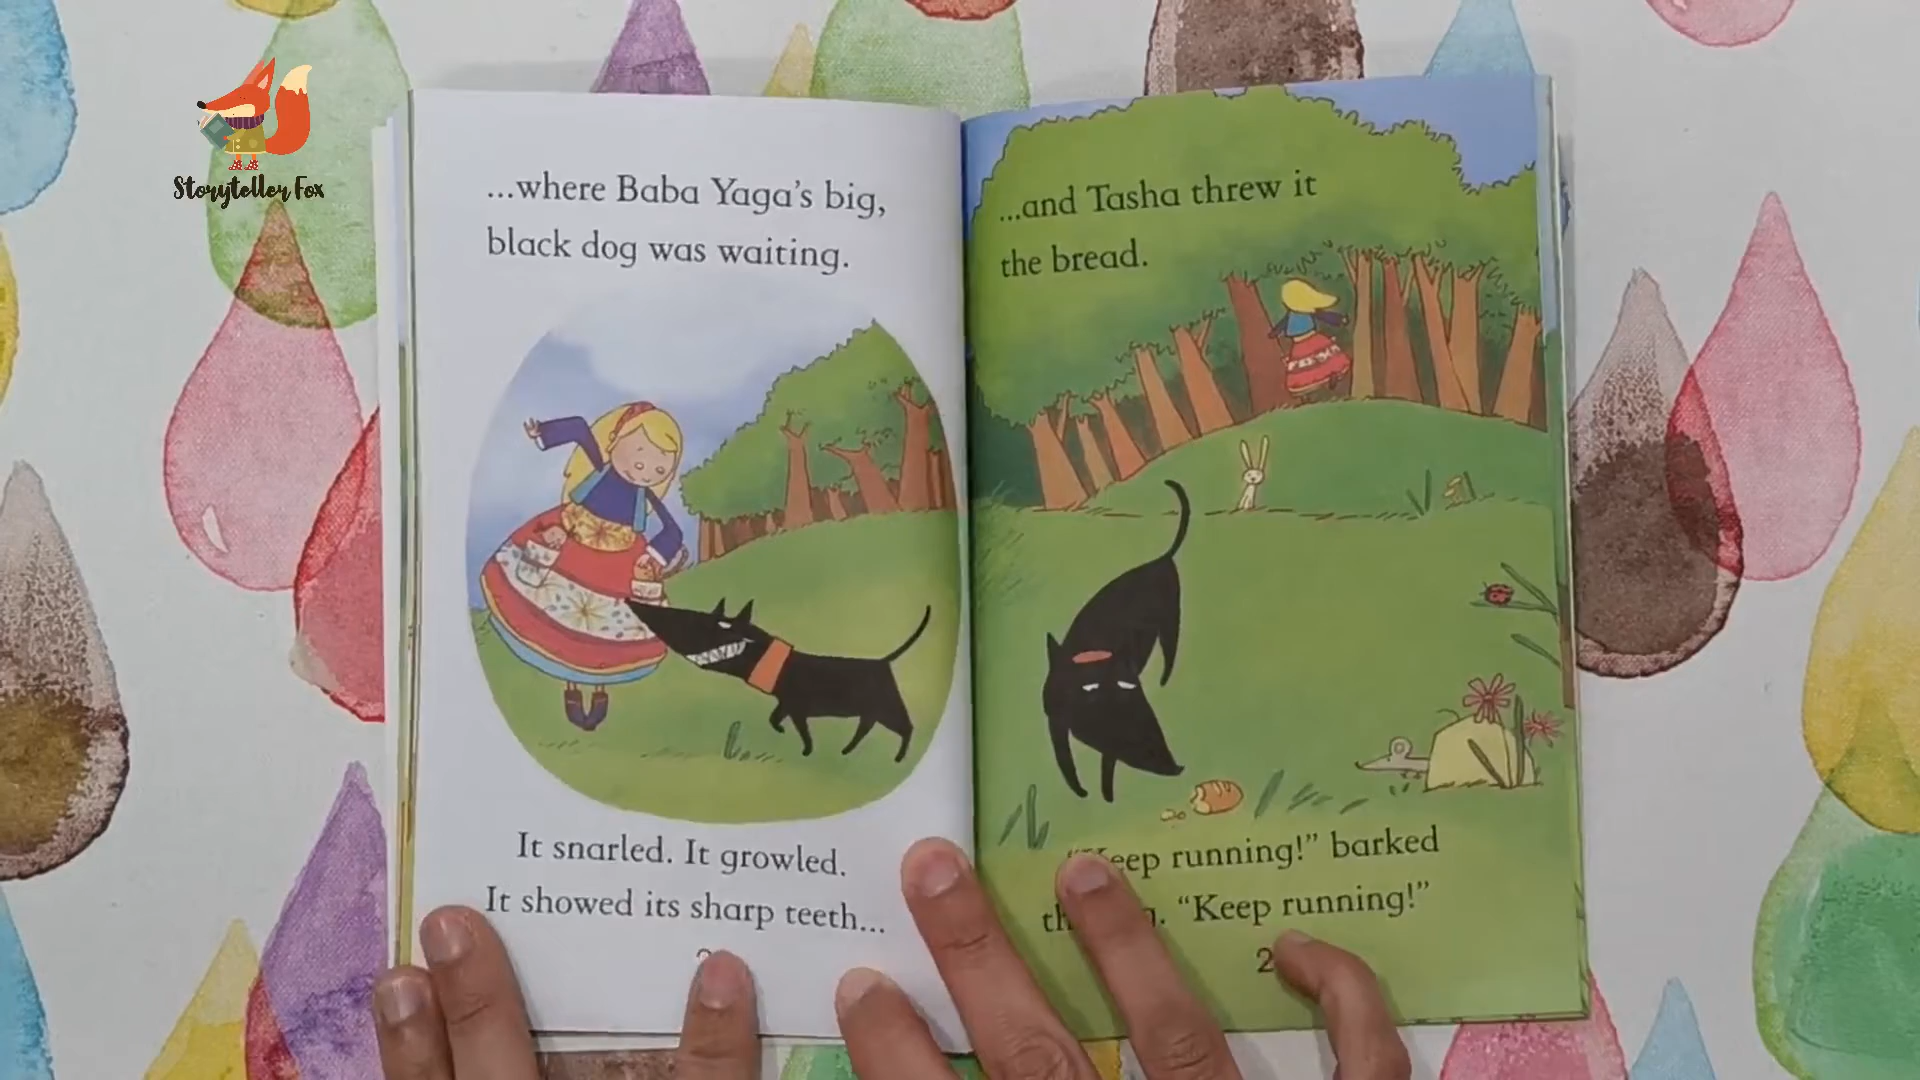 Storyteller Fox
...where Baba Yaga's big,
black dog was waiting.
It snarled. It growled.
It showed its sharp teeth...
...and Tasha threw it
the bread.
running!” barked
“Keep running!”